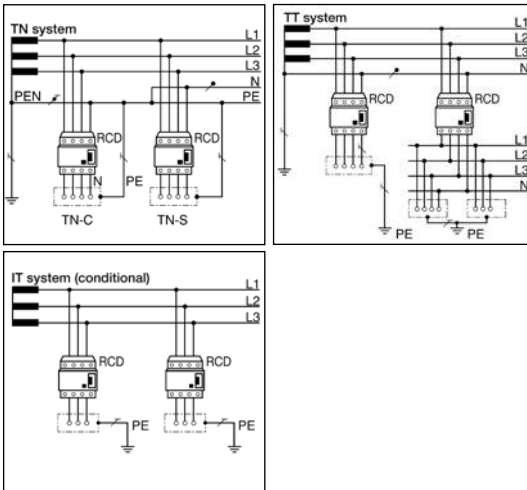 TN system
L1
L2
L3
N
PEN
PE
RCD
RCD
N
PE
TN-C
TN-S
TT system
L1
L2
L3
N
RCD
RCD
L1
L2
L3
N
PE
PE
PE
IT system (conditional)
L1
L2
L3
RCD
RCD
PE
PE